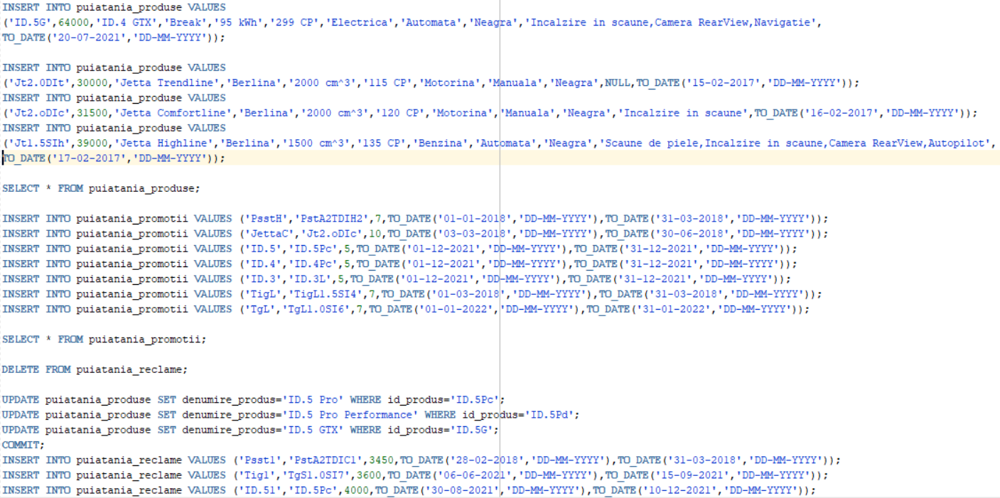 INSERT INTO puiatania_produse VALUES
('ID.5G',64000,'ID.4 GTX','Break','95 kWh','299 CP','Electrica','Automata','Neagra','Incalzire in scaune,Camera RearView,Navigatie',
TO_DATE('20-07-2021','DD-MM-YYYY'));
INSERT INTO puiatania_produse VALUES
('Jt2.0DIt',30000,'Jetta Trendline','Berlina','2000 cm^3','115 CP','Motorina','Manuala','Neagra',NULL,TO_DATE('15-02-2017','DD-MM-YYYY'));
INSERT INTO puiatania_produse VALUES
('Jt2.oDIc',31500,'Jetta Comfortline','Berlina','2000 cm^3','120 CP','Motorina','Manuala','Neagra','Incalzire in scaune',TO_DATE('16-02-2017','DD-MM-YYYY'));
INSERT INTO puiatania_produse VALUES
('Jt1.5SIh',39000,'Jetta Highline','Berlina','1500 cm^3','135 CP','Benzina','Automata','Neagra','Scaune de piele,Incalzire in scaune,Camera RearView,Autopilot',
TO_DATE('17-02-2017','DD-MM-YYYY'));
SELECT * FROM puiatania_produse;
INSERT INTO puiatania_promotii VALUES ('PsstH','PstA2TDIH2',7,TO_DATE('01-01-2018','DD-MM-YYYY'),TO_DATE('31-03-2018','DD-MM-YYYY'));
INSERT INTO puiatania_promotii VALUES ('JettaC','Jt2.oDIc',10,TO_DATE('03-03-2018','DD-MM-YYYY'),TO_DATE('30-06-2018','DD-MM-YYYY'));
INSERT INTO puiatania_promotii VALUES ('ID.5','ID.5Pc',5,TO_DATE('01-12-2021','DD-MM-YYYY'),TO_DATE('31-12-2021','DD-MM-YYYY'));
INSERT INTO puiatania_promotii VALUES ('ID.4','ID.4Pc',5,TO_DATE('01-12-2021','DD-MM-YYYY'),TO_DATE('31-12-2021','DD-MM-YYYY'));
INSERT INTO puiatania_promotii VALUES ('ID.3','ID.3L',5,TO_DATE('01-12-2021','DD-MM-YYYY'),TO_DATE('31-12-2021','DD-MM-YYYY'));
INSERT INTO puiatania_promotii VALUES ('TigL','TigL1.5SI4',7,TO_DATE('01-03-2018','DD-MM-YYYY'),TO_DATE('31-03-2018','DD-MM-YYYY'));
INSERT INTO puiatania_promotii VALUES ('TgL','TgL1.0SI6',7,TO_DATE('01-01-2022','DD-MM-YYYY'),TO_DATE('31-01-2022','DD-MM-YYYY'));
SELECT * FROM puiatania_promotii;
DELETE FROM puiatania_reclame;
UPDATE puiatania_produse SET denumire_produs='ID.5 Pro' WHERE id_produs='ID.5Pc';
UPDATE puiatania_produse SET denumire_produs='ID.5 Pro Performance' WHERE id_produs='ID.5Pd';
UPDATE puiatania_produse SET denumire_produs='ID.5 GTX' WHERE id_produs='ID.5G';
COMMIT;
INSERT INTO puiatania_reclame VALUES ('Psst1','PstA2TDIC1',3450,TO_DATE('28-02-2018','DD-MM-YYYY'),TO_DATE('31-03-2018','DD-MM-YYYY'));
INSERT INTO puiatania_reclame VALUES ('Tig1','TgS1.0SI7',3600,TO_DATE('06-06-2021','DD-MM-YYYY'),TO_DATE('15-09-2021','DD-MM-YYYY'));
INSERT INTO puiatania_reclame VALUES ('ID.51','ID.5Pc',4000,TO_DATE('30-08-2021','DD-MM-YYYY'),TO_DATE('10-12-2021','DD-MM-YYYY'));